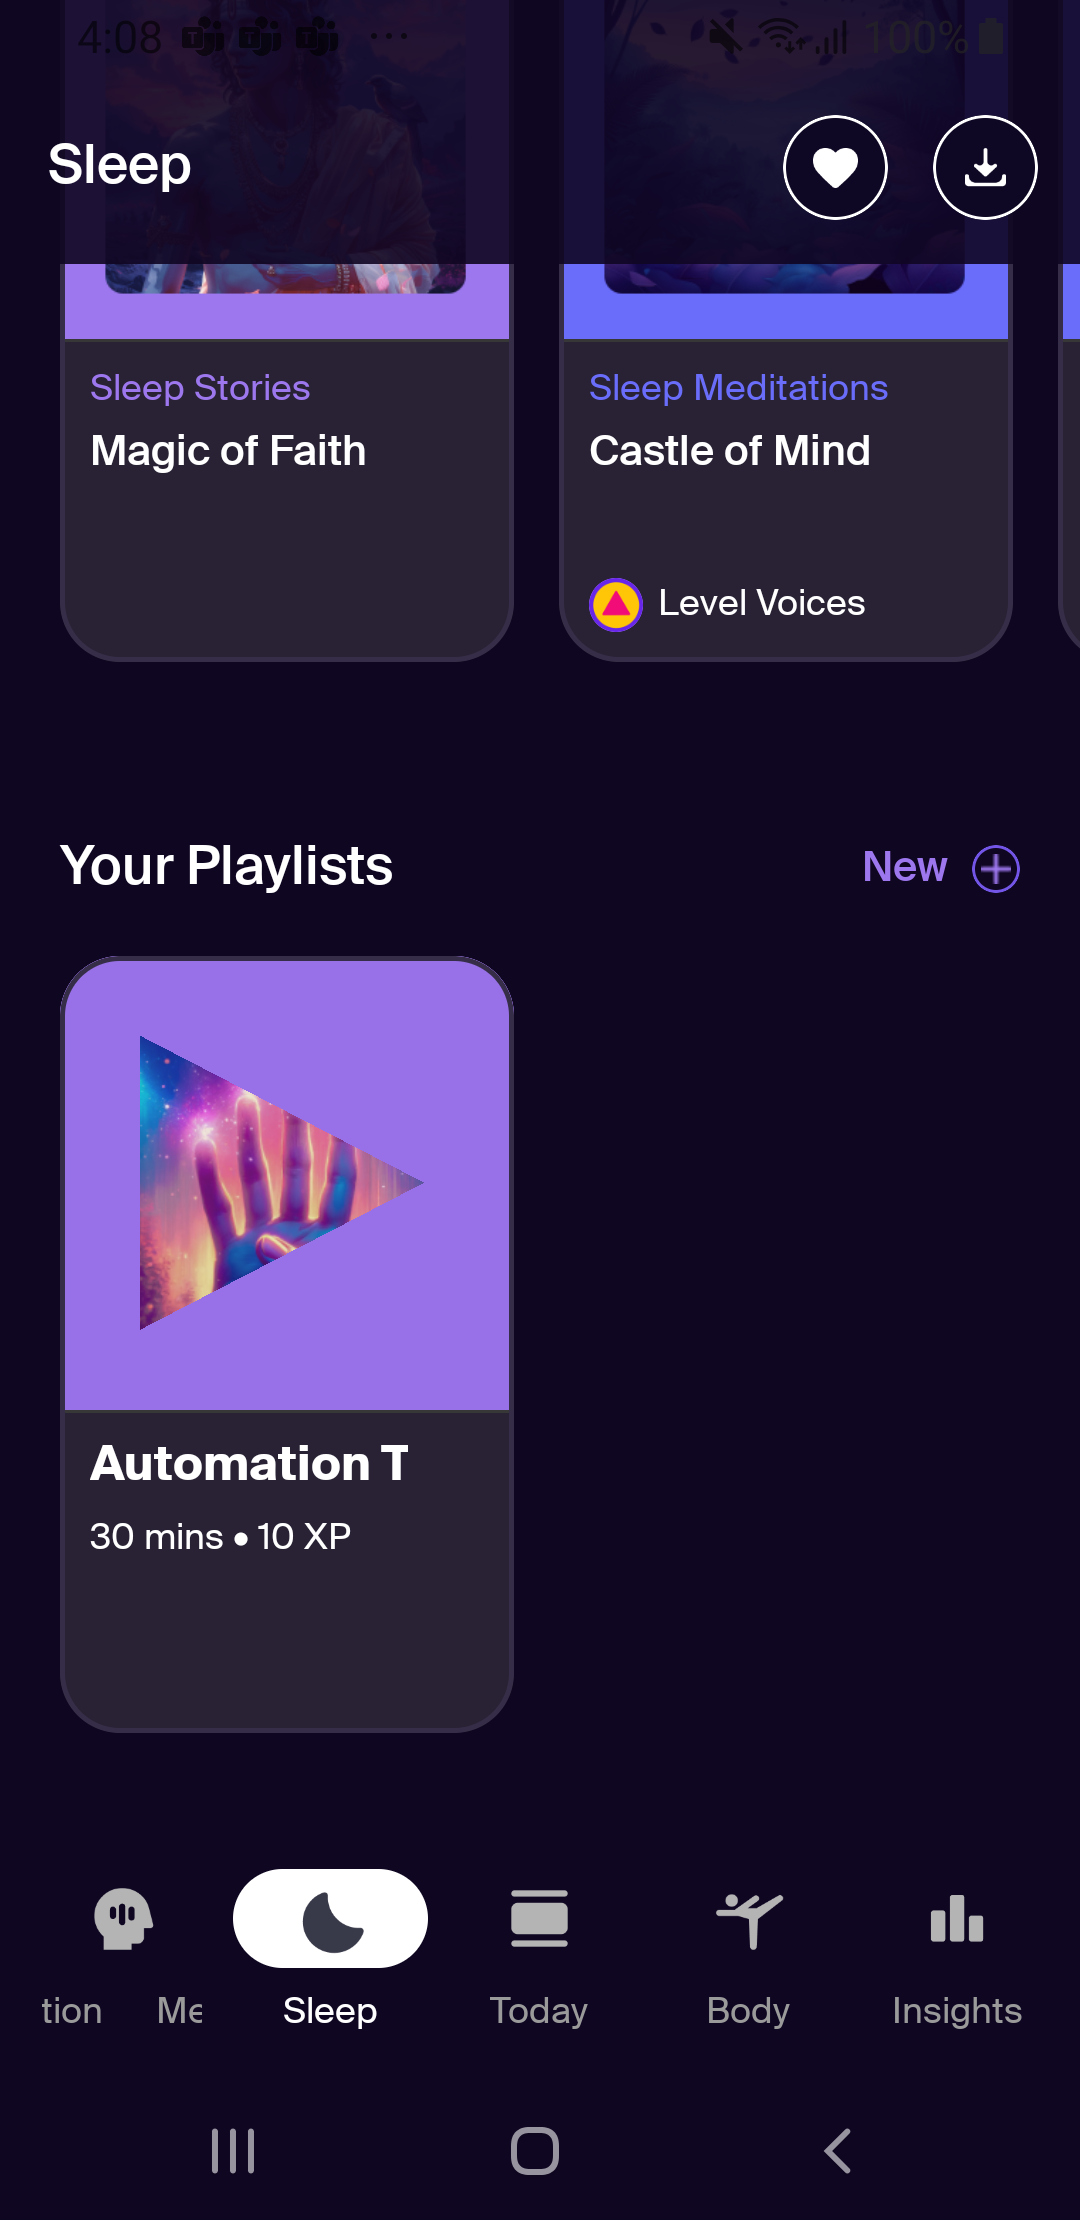 4:08
100%
Sleep
Sleep Stories
Magic of Faith
Sleep Meditations
Castle of Mind
Level Voices
Your Playlists
New
Automation T
30 mins • 10 XP
tion Me
Sleep
Today
Body
Insights